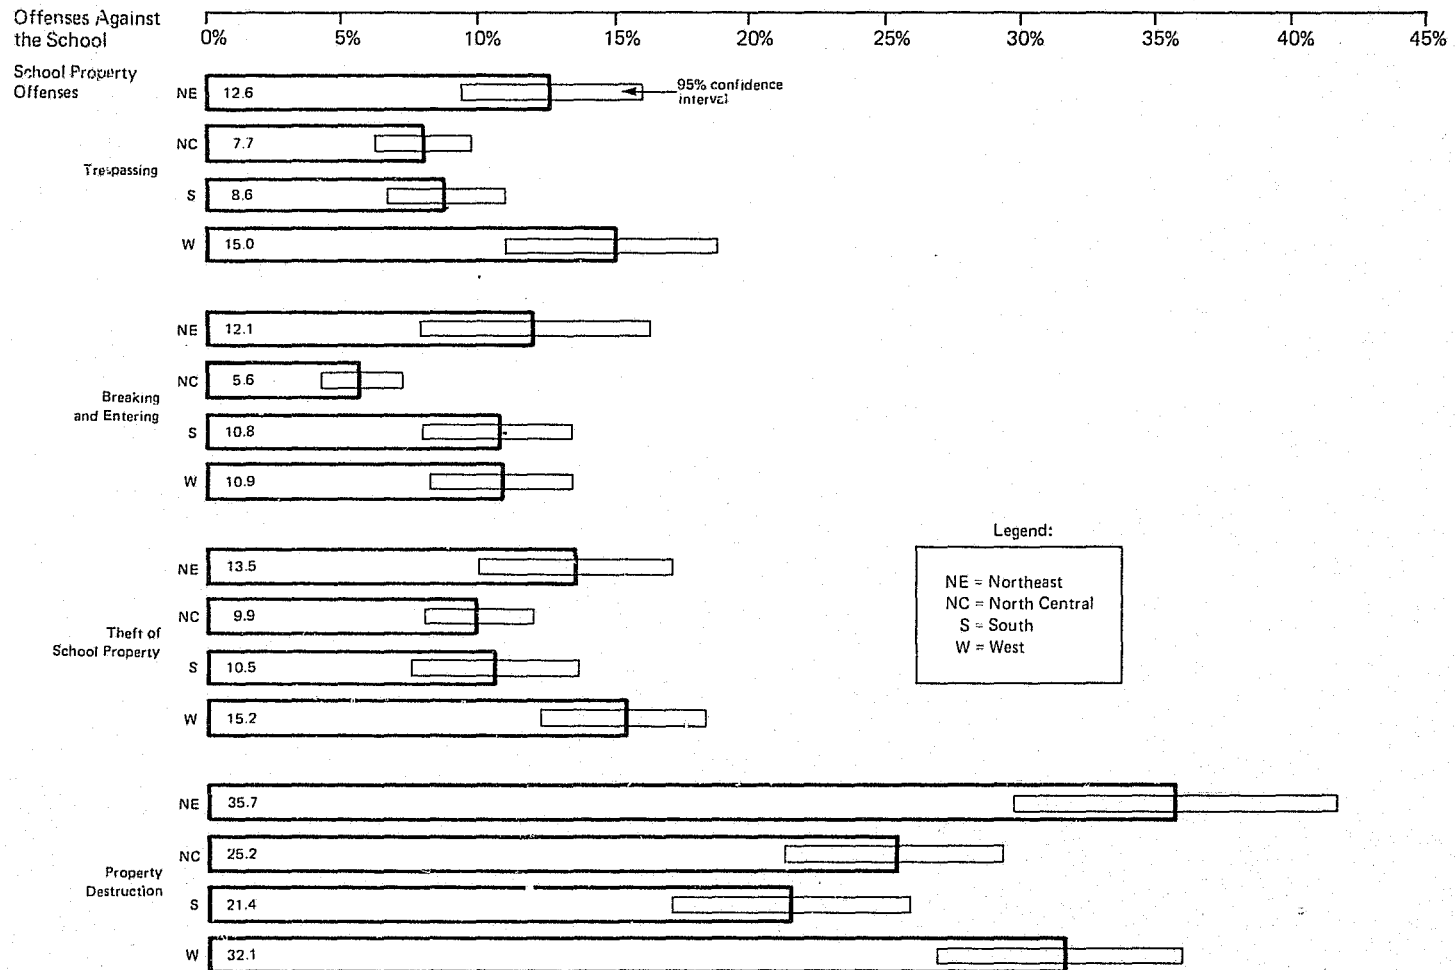 Offenses Against
the School
0% 5% 10% 15% 20% 25% 30% 35% 40% 45%
School Property
Offenses
NE 12.6
95% confidence
interval
NC 7.7
Trespassing
S 8.6
W 15.0
NE 12.1
NC 5.6
Breaking
and Entering
S 10.8
W 10.9
Legend:
NE = Northeast
NC = North Central
S = South
W = West
NE 13.5
NC 9.9
Theft of
School Property
S 10.5
W 15.2
NE 35.7
NC 25.2
Property
Destruction
S 21.4
W 32.1